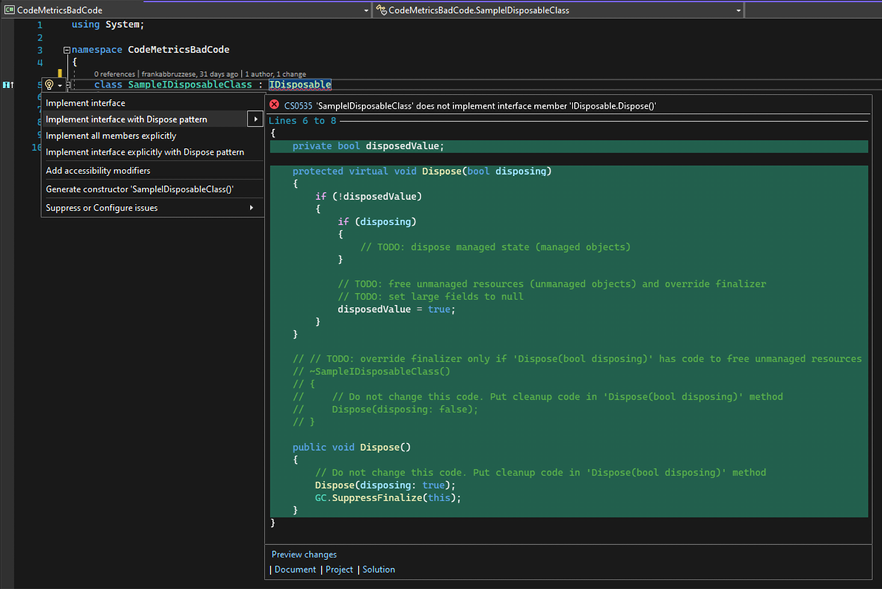 CodeMetricsBadCode
CodeMetricsBadCode.SampleIDisposableClass
1 using System;
2
3 namespace CodeMetricsBadCode
4 {
0 references | frankabbruzzese, 31 days ago | 1 author, 1 change
class SampleIDisposableClass : IDisposable
Implement interface
Implement interface with Dispose pattern
Implement all members explicitly
Implement interface explicitly with Dispose pattern
Add accessibility modifiers
Generate constructor 'SampleIDisposableClass()'
Suppress or Configure issues
10
CS0535 'SampleIDisposableClass' does not implement interface member 'IDisposable.Dispose()'
Lines 6 to 8
{
private bool disposedValue;
protected virtual void Dispose(bool disposing)
{
if (!disposedValue)
{
if (disposing)
{
// TODO: dispose managed state (managed objects)
}
// TODO: free unmanaged resources (unmanaged objects) and override finalizer
// TODO: set large fields to null
disposedValue = true;
}
}
// // TODO: override finalizer only if 'Dispose(bool disposing)' has code to free unmanaged resources
// ~SampleIDisposableClass()
// {
//     // Do not change this code. Put cleanup code in 'Dispose(bool disposing)' method
//     Dispose(disposing: false);
// }
public void Dispose()
{
// Do not change this code. Put cleanup code in 'Dispose(bool disposing)' method
Dispose(disposing: true);
GC.SuppressFinalize(this);
}
}
Preview changes
Document | Project | Solution